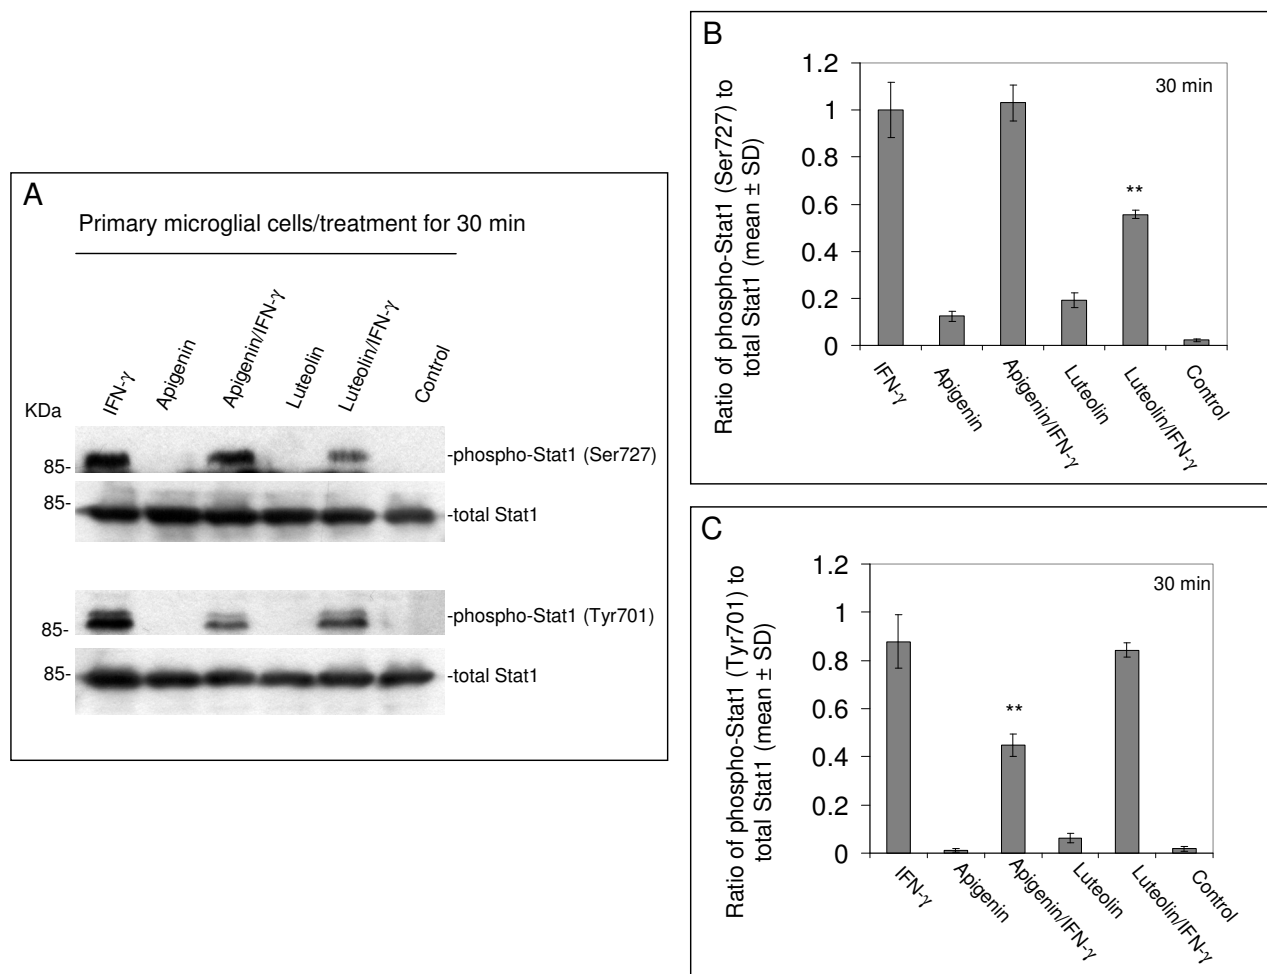 A
Primary microglial cells/treatment for 30 min
IFN-γ
Apigenin
Apigenin/IFN-γ
Luteolin
Luteolin/IFN-γ
Control
KDa
85-
-phospho-Stat1 (Ser727)
85-
-total Stat1
85-
-phospho-Stat1 (Tyr701)
85-
-total Stat1
B
Ratio of phospho-Stat1 (Ser727) to
total Stat1 (mean ± SD)
1.2
1
0.8
0.6
0.4
0.2
0
30 min
**
IFN-γ
Apigenin
Apigenin/IFN-γ
Luteolin
Luteolin/IFN-γ
Control
C
Ratio of phospho-Stat1 (Tyr701) to
total Stat1 (mean ± SD)
1.2
1
0.8
0.6
0.4
0.2
0
30 min
**
IFN-γ
Apigenin
Apigenin/IFN-γ
Luteolin
Luteolin/IFN-γ
Control